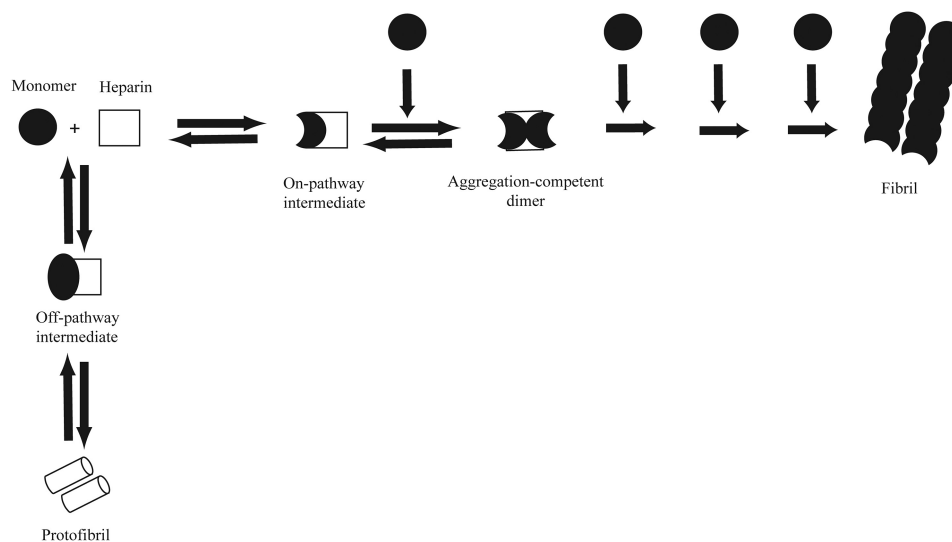 Monomer
Heparin
+
On-pathway
intermediate
Aggregation-competent
dimer
Fibril
Off-pathway
intermediate
Protofibril